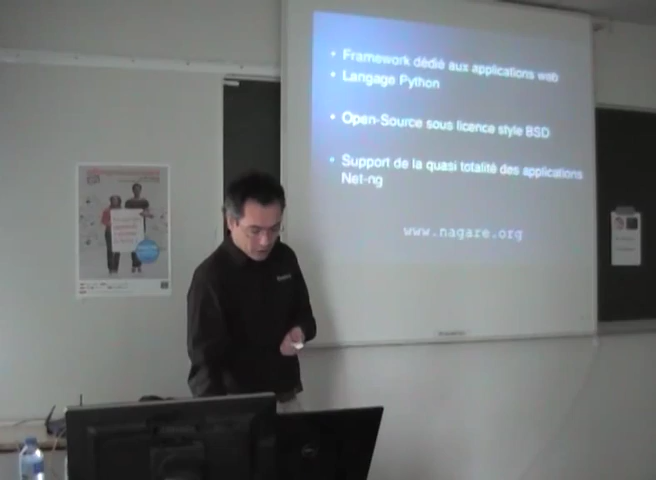 • Framework dédié aux applications web
• Langage Python
• Open-Source sous licence style BSD
• Support de la quasi totalité des applications
Net-ng
www.nagare.org